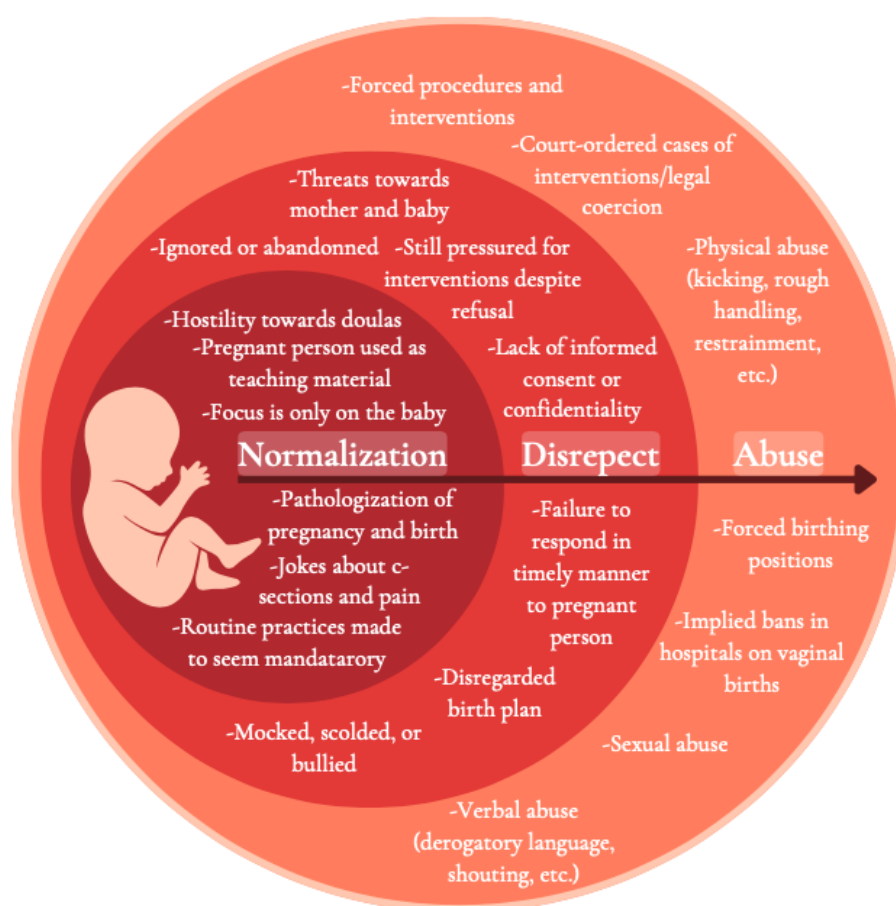 -Forced procedures and
interventions
-Court-ordered cases of
interventions/legal
coercion
-Threats towards
mother and baby
-Ignored or abandonned
-Still pressured for
interventions despite
refusal
-Physical abuse
(kicking, rough
handling,
restrainment,
etc.)
-Hostility towards doulas
-Pregnant person used as
teaching material
-Focus is only on the baby
-Lack of informed
consent or
confidentiality
Normalization
Disrepect
Abuse
-Pathologization of
pregnancy and birth
-Jokes about c-
sections and pain
-Routine practices made
to seem mandatarory
-Failure to
respond in
timely manner
to pregnant
person
-Forced birthing
positions
-Implied bans in
hospitals on vaginal
births
-Disregarded
birth plan
-Mocked, scolded, or
bullied
-Sexual abuse
-Verbal abuse
(derogatory language,
shouting, etc.)